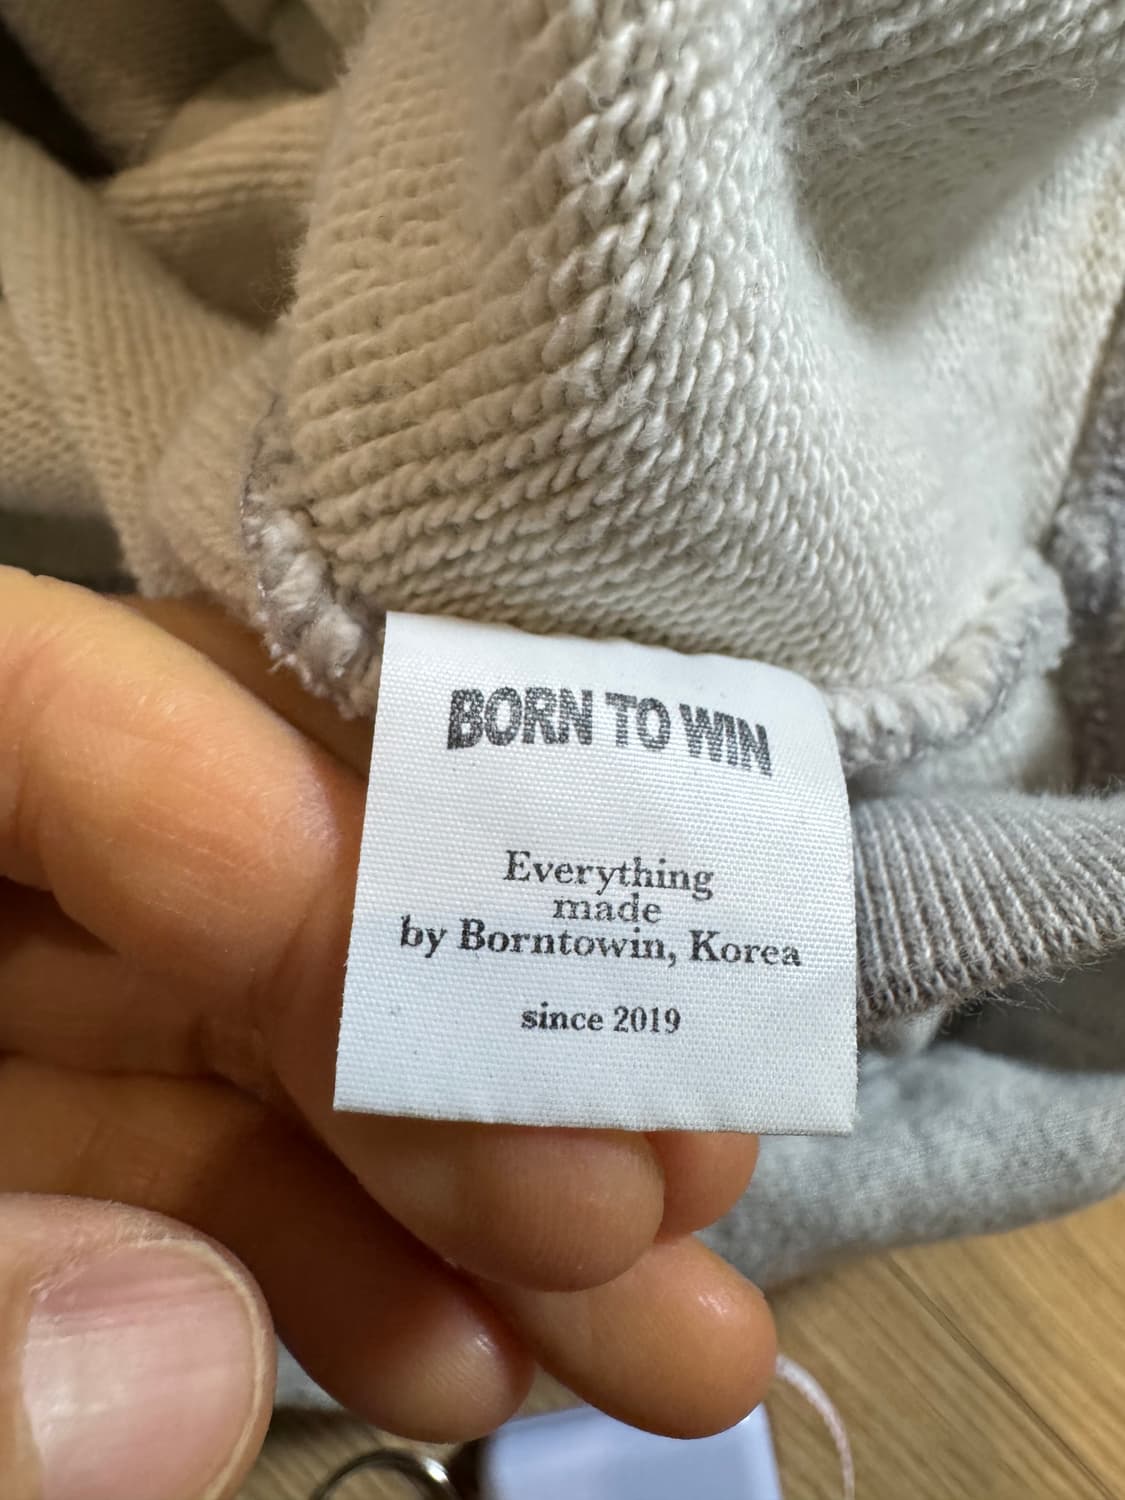 BORN TO WIN
Everything
made
by Borntowin, Korea
since 2019